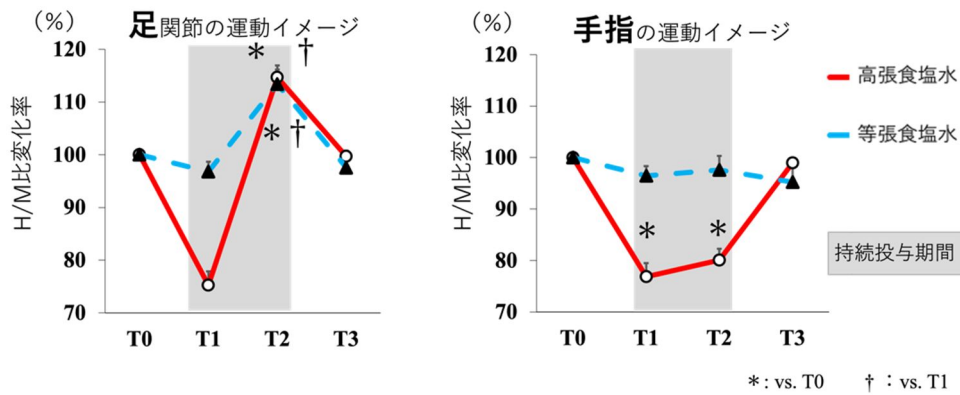 (%)
足関節の運動イメージ
120
110
100
90
80
70
H/M比変化率
* †
* †
T0 T1 T2 T3
(%)
手指の運動イメージ
120
110
100
90
80
70
H/M比変化率
* *
T0 T1 T2 T3
高張食塩水
等張食塩水
持続投与期間
*: vs. T0 †:vs. T1